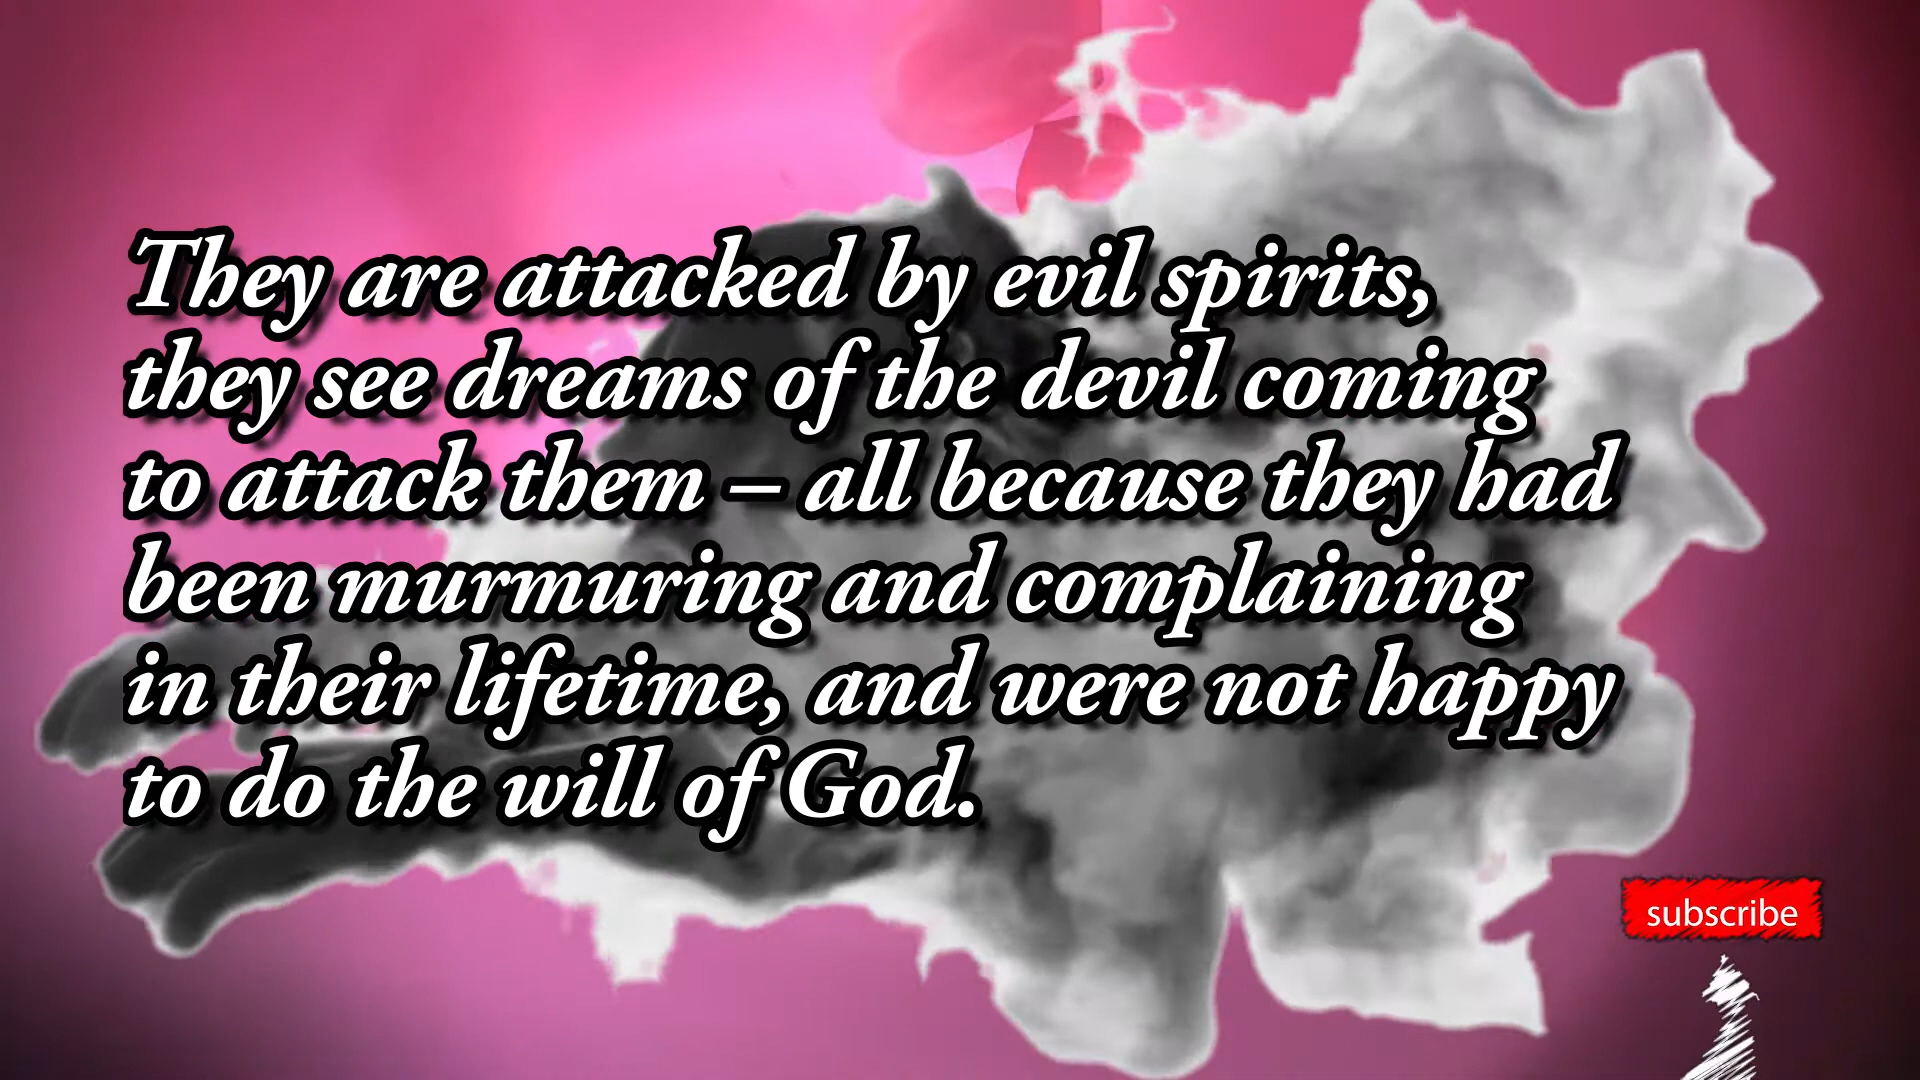 They are attacked by evil spirits,
they see dreams of the devil coming
to attack them – all because they had
been murmuring and complaining
in their lifetime, and were not happy
to do the will of God.
subscribe